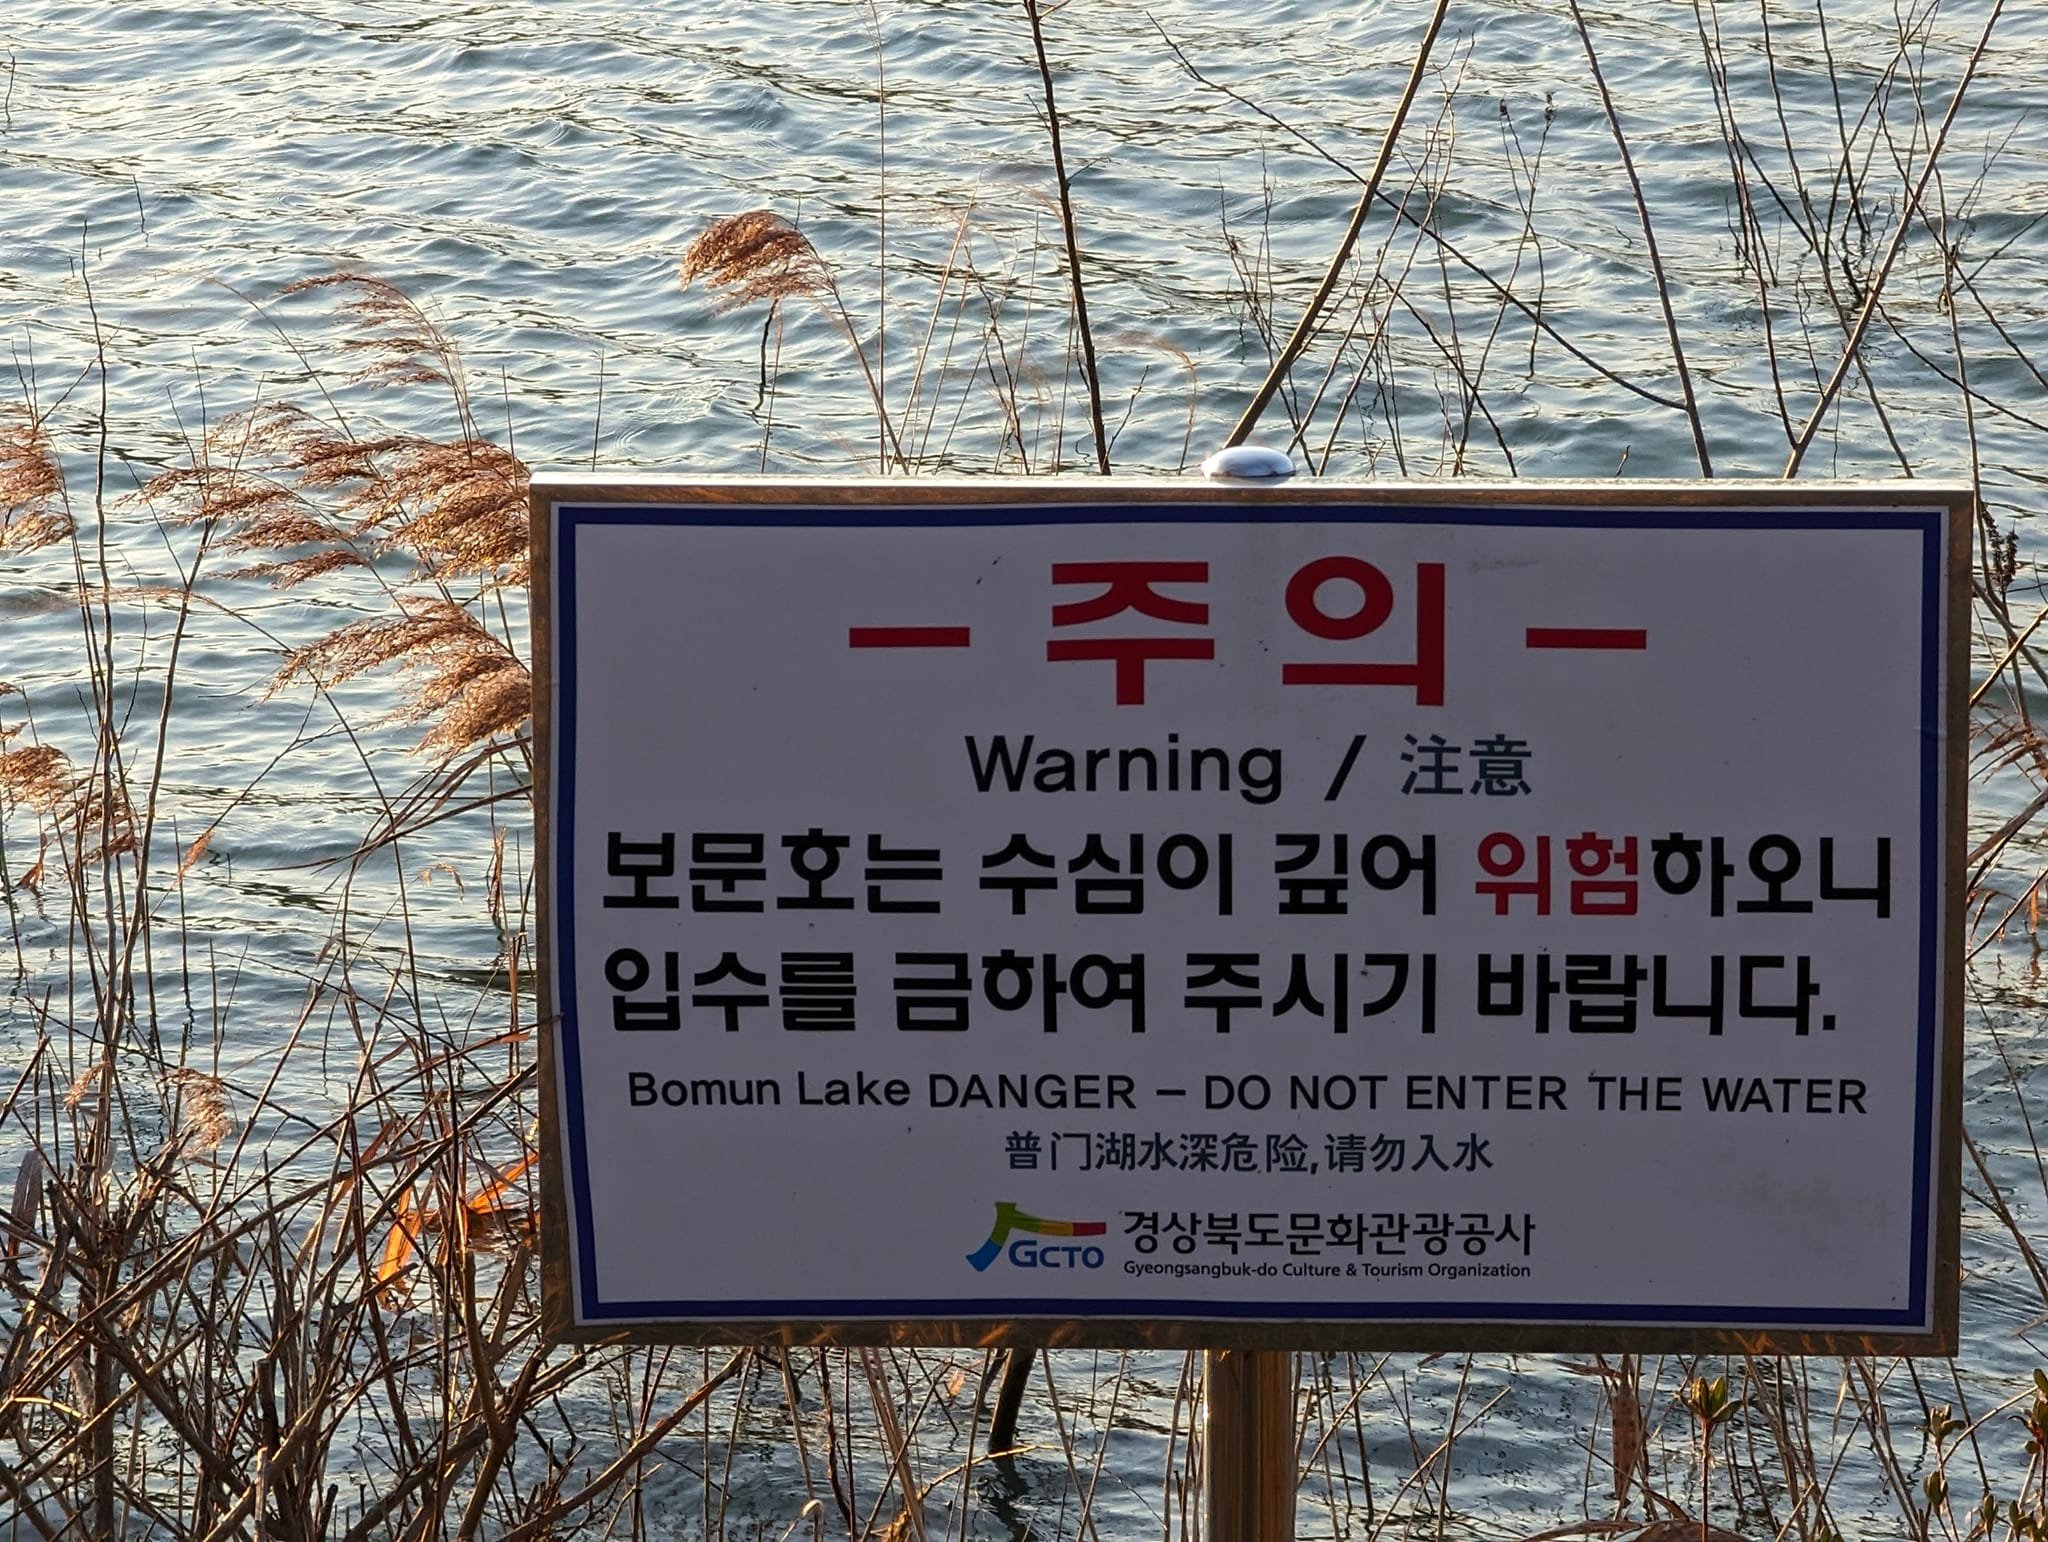 – 주의 –
Warning / 注意
보문호는 수심이 깊어 위험하오니
입수를 금하여 주시기 바랍니다.
Bomun Lake DANGER – DO NOT ENTER THE WATER
普门湖水深危险,请勿入水
GCTO 경상북도문화관광공사
Gyeongsangbuk-do Culture & Tourism Organization